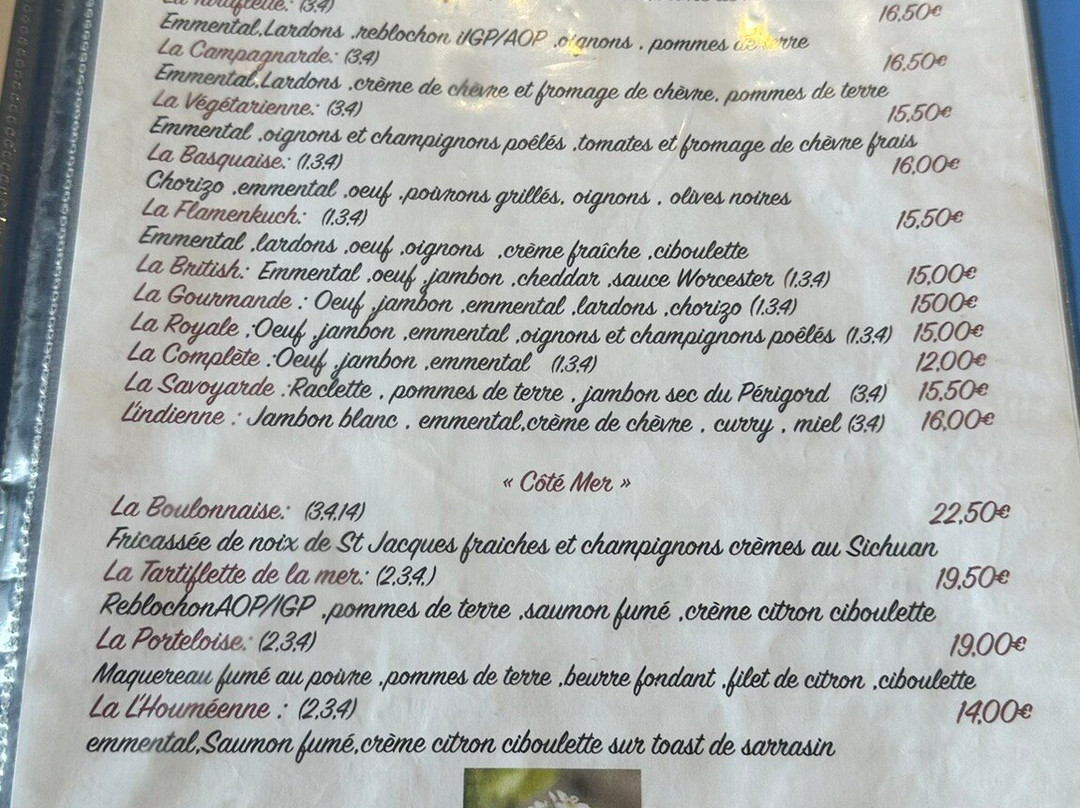 (3.4)
16,50€
Emmental,Lardons ,reblochon IGP/AOP ,oignons , pommes de terre
La Campagnarde: (3.4)
16,50€
Emmental,Lardons ,crème de chèvre et fromage de chèvre, pommes de terre
La Végétarienne: (3.4)
15,50€
Emmental ,oignons et champignons poêlés ,tomates et fromage de chèvre frais
La Basquaise: (1.3.4)
16,00€
Chorizo ,emmental ,oeuf ,poivrons grillés, oignons , olives noires
La Flamenkuch: (1.3.4)
15,50€
Emmental ,lardons ,oeuf ,oignons ,crème fraîche ,ciboulette
La British: Emmental ,oeuf ,jambon ,cheddar ,sauce Worcester (1.3.4) 15,00€
La Gourmande : Oeuf ,jambon ,emmental ,lardons ,chorizo (1.3.4) 1500€
La Royale :Oeuf ,jambon ,emmental ,oignons et champignons poêlés (1.3.4) 15,00€
La Complète :Oeuf ,jambon ,emmental (1.3.4) 12,00€
La Savoyarde :Raclette , pommes de terre , jambon sec du Périgord (3.4) 15,50€
L'indienne : Jambon blanc , emmental,crème de chèvre , curry , miel (3.4) 16,00€
« Côté Mer »
La Boulonnaise: (3.4.14)
22,50€
Fricassée de noix de St Jacques fraiches et champignons crèmes au Sichuan
La Tartiflette de la mer: (2.3.4.)
19,50€
ReblochonAOP/IGP ,pommes de terre ,saumon fumé ,crème citron ciboulette
La Porteloise: (2.3.4)
19,00€
Maquereau fumé au poivre ,pommes de terre ,beurre fondant ,filet de citron ,ciboulette
La L'Houméenne : (2.3.4)
14,00€
emmental,Saumon fumé,crème citron ciboulette sur toast de sarrasin